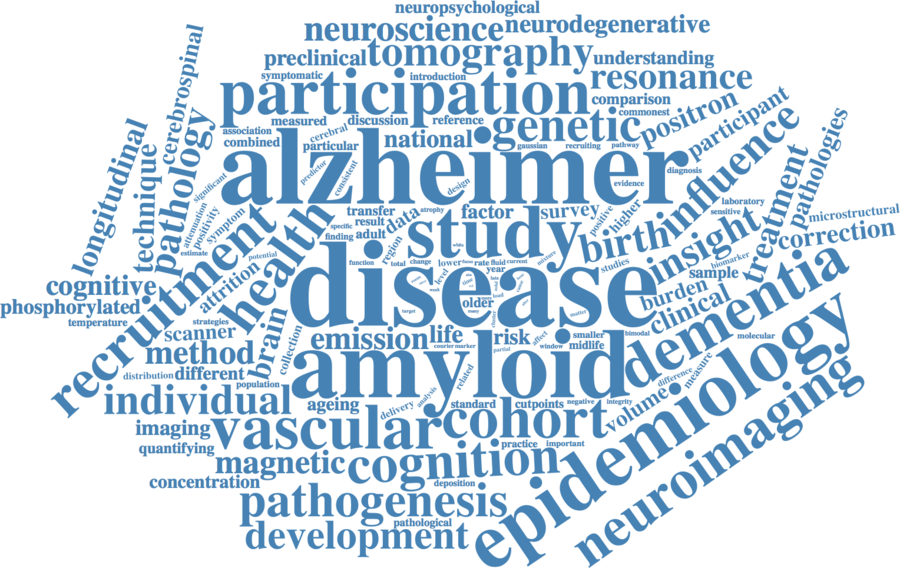 neuropsychological
neuroscience
neurodegenerative
preclinical
tomography
understanding
symptomatic
introduction
resonance
participation
comparison
commonest
measured
discussion
reference
genetic
positron
participant
association
cerebral
combined
particular
national
gaussian
recruiting
pathway
cerebrospinal
longitudinal
technique
pathology
alzheimer
influence
diagnosis
evidence
predictor
consistent
design
significant
attenuation
positivity
symptom
estimate
potential
transfer
data
atrophy
factor
survey
positive
higher
birth
laboratory
sensitive
pathologies
microstructural
correction
treatment
insight
result
specific
adult
finding
region
study
white
mixture
studies
biomarker
sample
cognitive
phosphorylated
temperature
recruitment
health
attrition
function
total
change
lower
rate
fluid
current
year
level
disease
older
many
target
matter
load
burden
clinical
dementia
strategies
scanner
collection
method
brain
emission
life
courier
marker
cluster
risk
affect
partial
window
smaller
midlife
bimodal
molecular
distribution
different
population
amyloid
related
difference
measure
epidemiology
individual
ageing
delivery
analysis
standard
cutpoints
negative
integrity
volume
imaging
vascular
cohort
practice
important
quantifying
magnetic
cognition
neuroimaging
concentration
deposition
pathogenesis
pathological
development